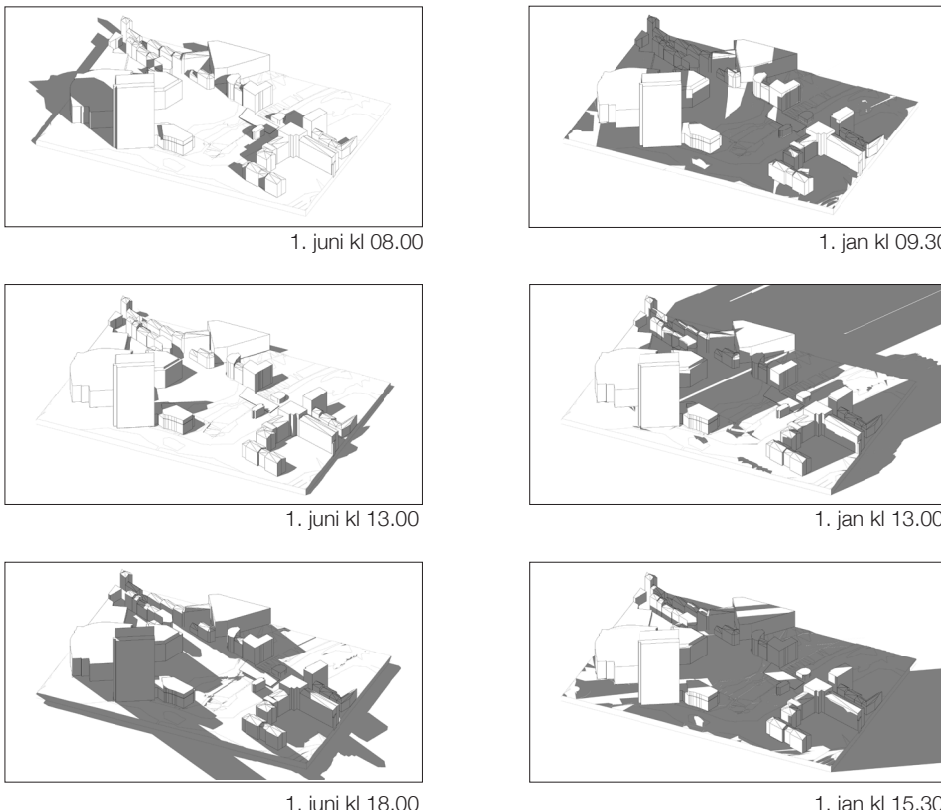 1. juni kl 08.00
1. jan kl 09.30
1. juni kl 13.00
1. jan kl 13.00
1. juni kl 18.00
1. jan kl 15.30